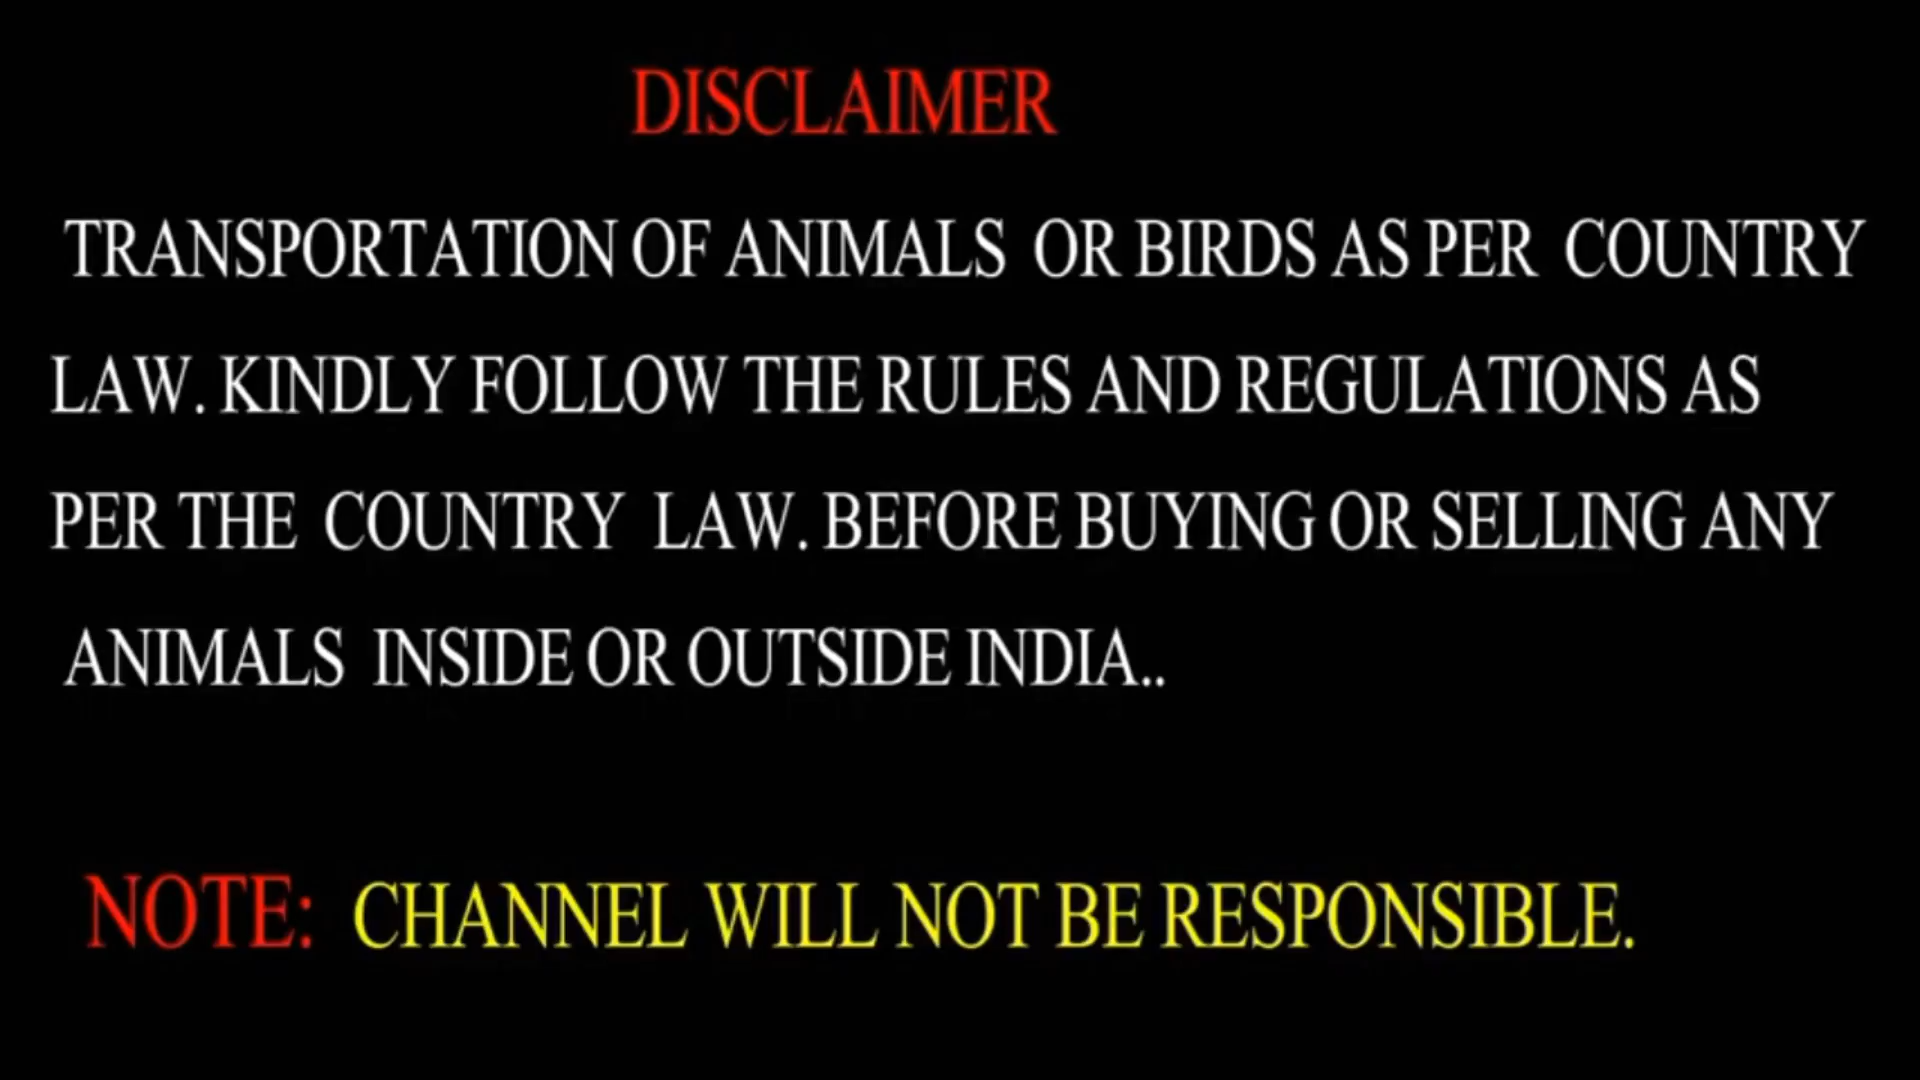 DISCLAIMER
TRANSPORTATION OF ANIMALS OR BIRDS AS PER COUNTRY
LAW. KINDLY FOLLOW THE RULES AND REGULATIONS AS
PER THE COUNTRY LAW. BEFORE BUYING OR SELLING ANY
ANIMALS INSIDE OR OUTSIDE INDIA..
NOTE: CHANNEL WILL NOT BE RESPONSIBLE.